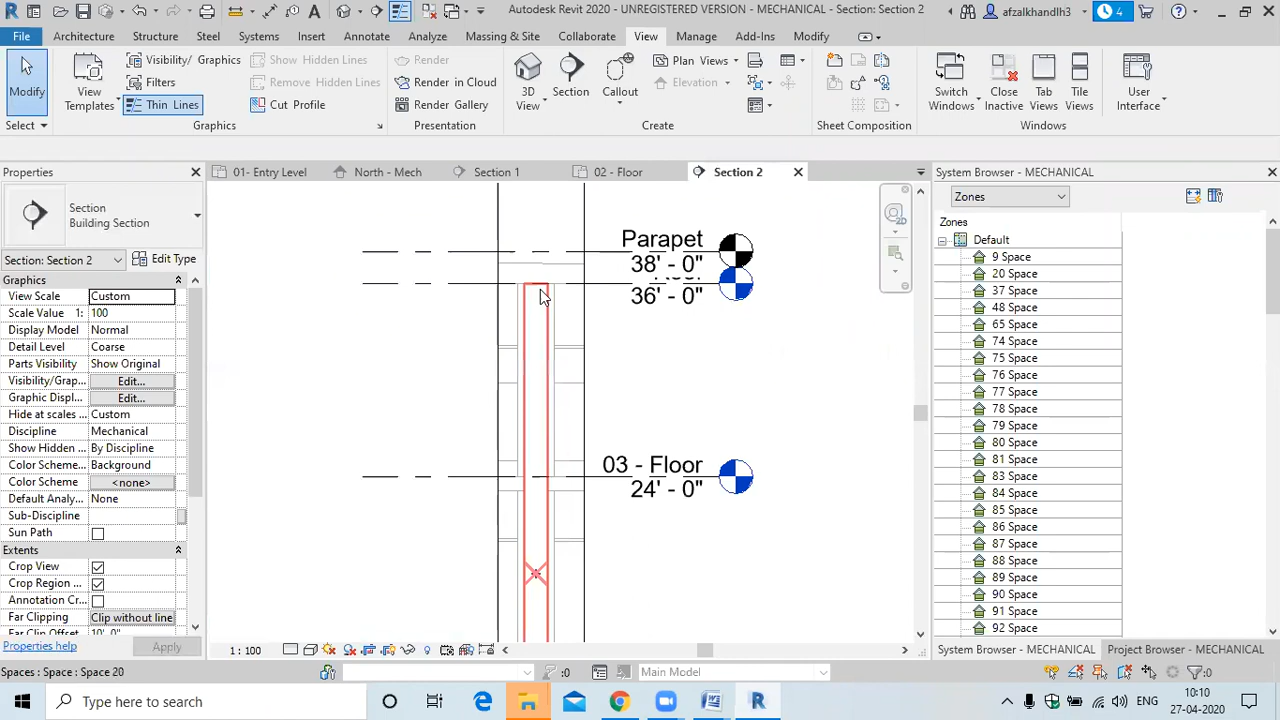 Autodesk Revit 2020 - UNREGISTERED VERSION - MECHANICAL - Section: Section 2
afzalkhandlh3
4
File Architecture Structure Steel Systems Insert Annotate Analyze Massing & Site Collaborate View Manage Add-Ins Modify
Modify
Select
View Templates
Visibility/ Graphics
Filters
Thin Lines
Show Hidden Lines
Remove Hidden Lines
Cut Profile
Graphics
Render
Render in Cloud
Render Gallery
Presentation
3D View
Section
Callout
Plan Views
Elevation
Create
Sheet Composition
Switch Windows
Close Inactive
Tab Views
Tile Views
Windows
User Interface
Properties
01- Entry Level
North - Mech
Section 1
02 - Floor
Section 2
System Browser - MECHANICAL
Section
Building Section
Section: Section 2
Edit Type
Graphics
View Scale Custom
Scale Value 1: 100
Display Model Normal
Detail Level Coarse
Parts Visibility Show Original
Visibility/Grap... Edit...
Graphic Displ... Edit...
Hide at scales ... Custom
Discipline Mechanical
Show Hidden ... By Discipline
Color Scheme... Background
Color Scheme <none>
Default Analy... None
Sub-Discipline
Sun Path
Extents
Crop View
Crop Region ...
Annotation Cr...
Far Clipping Clip without line
Far Clip Offset 10' 0"
Properties help
Apply
2D
Parapet
38' - 0"
36' - 0"
03 - Floor
24' - 0"
Zones
Zones
Default
9 Space
20 Space
37 Space
48 Space
65 Space
74 Space
75 Space
76 Space
77 Space
78 Space
79 Space
80 Space
81 Space
83 Space
84 Space
85 Space
86 Space
87 Space
88 Space
89 Space
90 Space
91 Space
92 Space
System Browser - MECHANICAL
Project Browser - MECHANICAL
1 : 100
Spaces : Space : Space 20
:0
Main Model
:0
Type here to search
ENG
10:10
27-04-2020